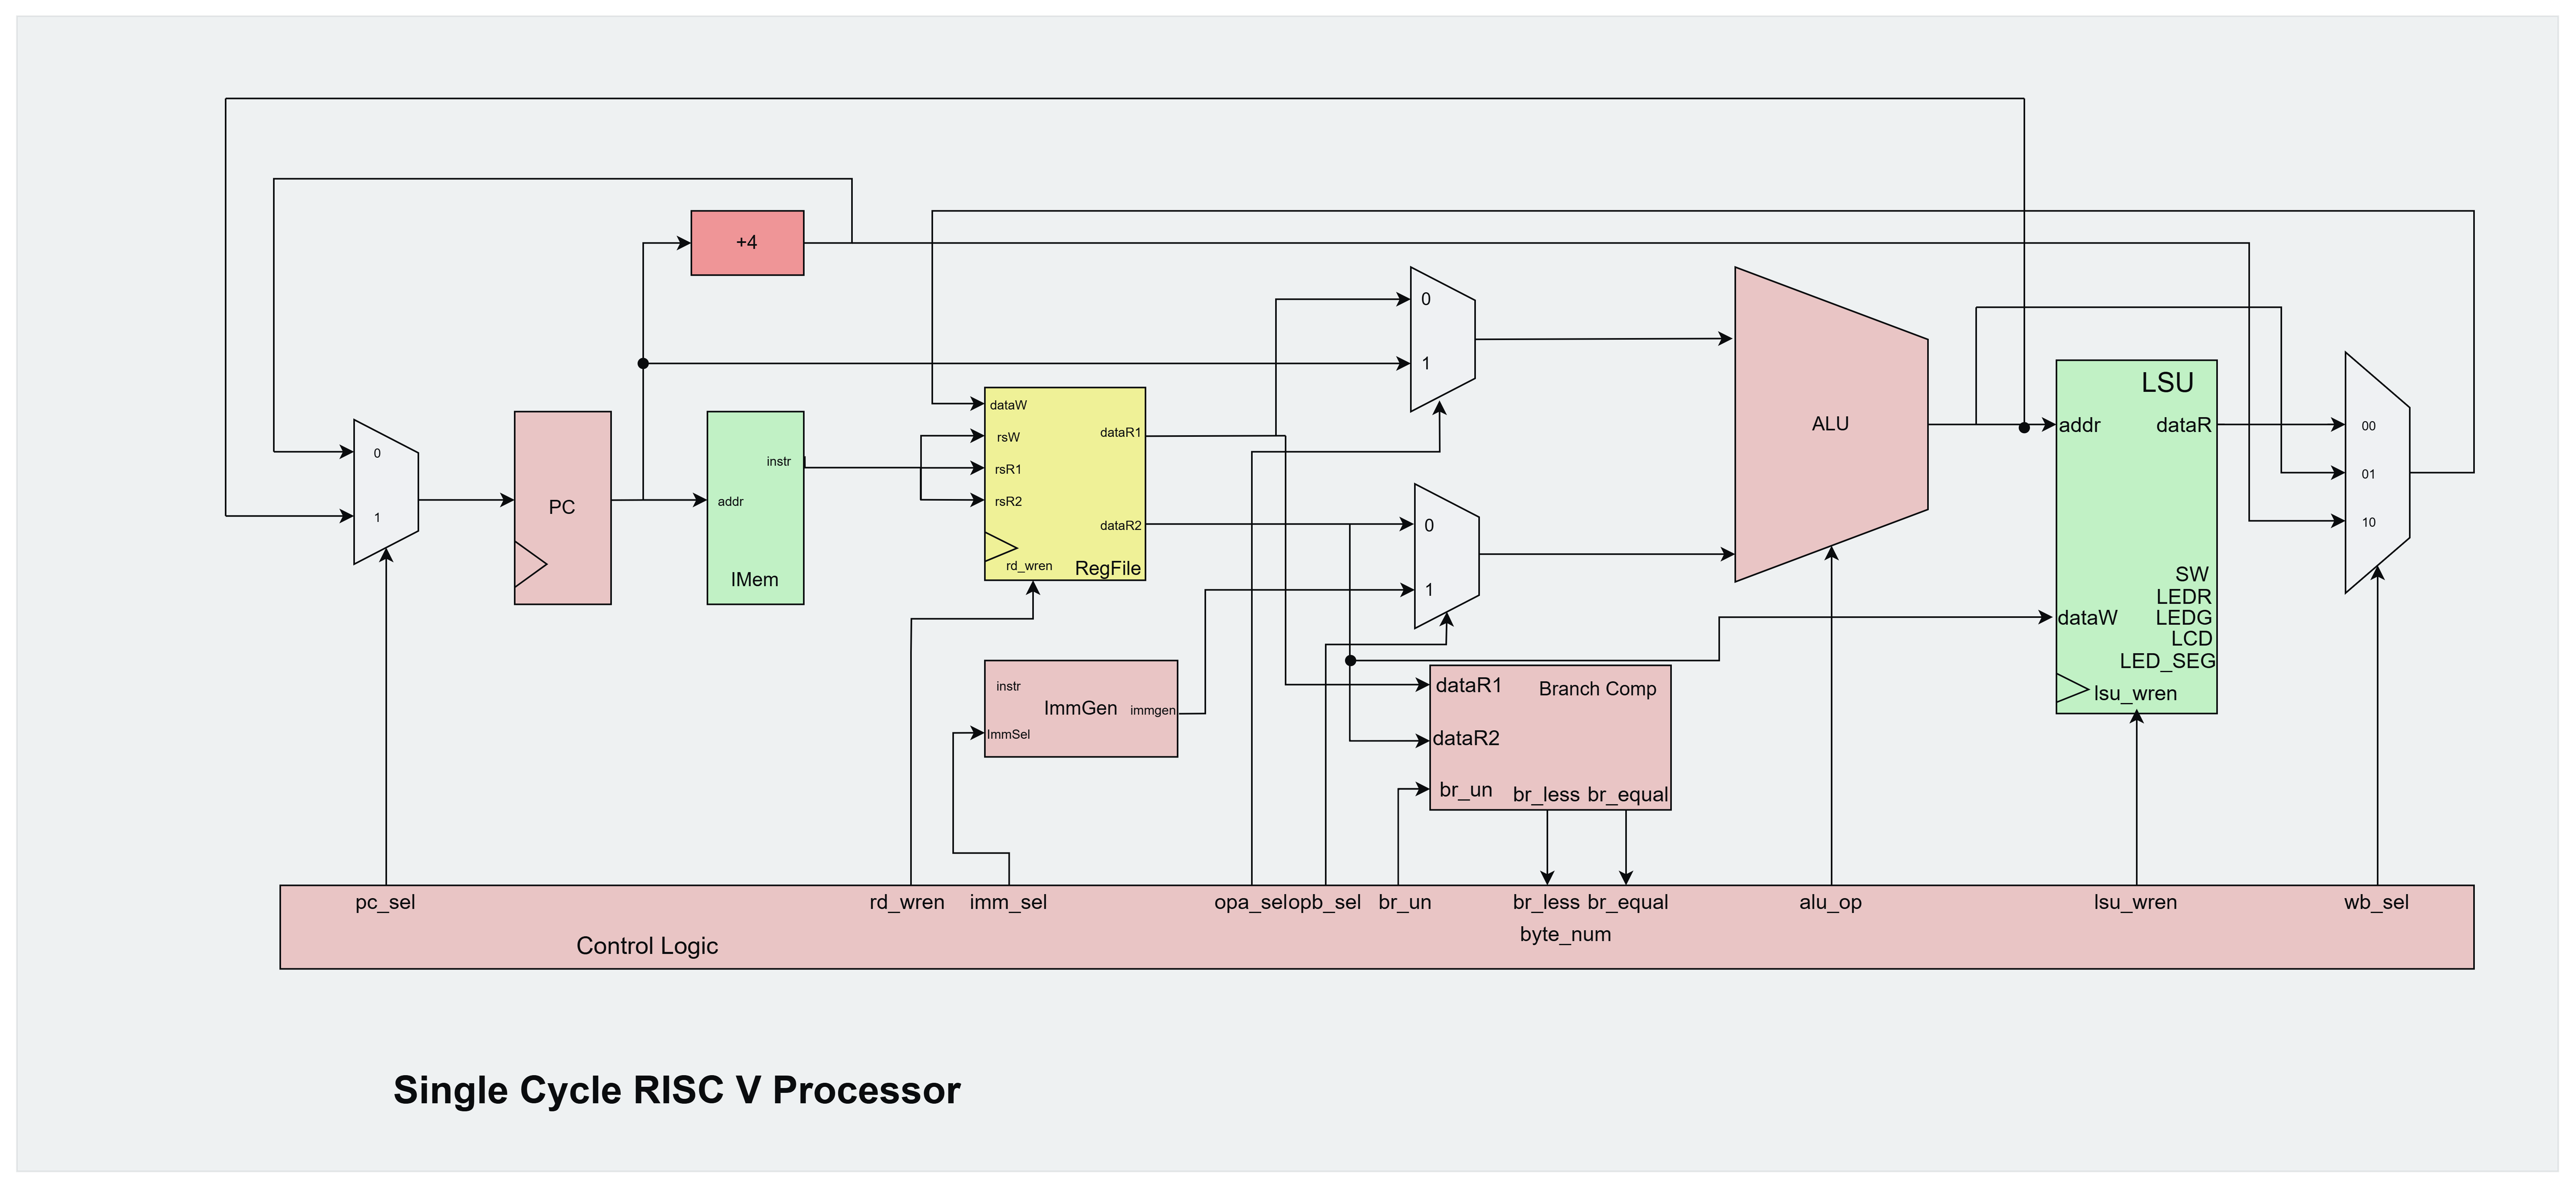 +4
0
1
PC
instr
addr
IMem
dataW
rsW
rsR1
rsR2
dataR1
dataR2
rd_wren
RegFile
0
1
0
1
ALU
LSU
addr
dataR
SW
LEDR
dataW
LEDG
LCD
LED_SEG
lsu_wren
00
01
10
instr
ImmGen
immgen
ImmSel
dataR1
Branch Comp
dataR2
br_un
br_less
br_equal
pc_sel
rd_wren
imm_sel
opa_sel
opb_sel
br_un
br_less
br_equal
alu_op
lsu_wren
wb_sel
byte_num
Control Logic
Single Cycle RISC V Processor